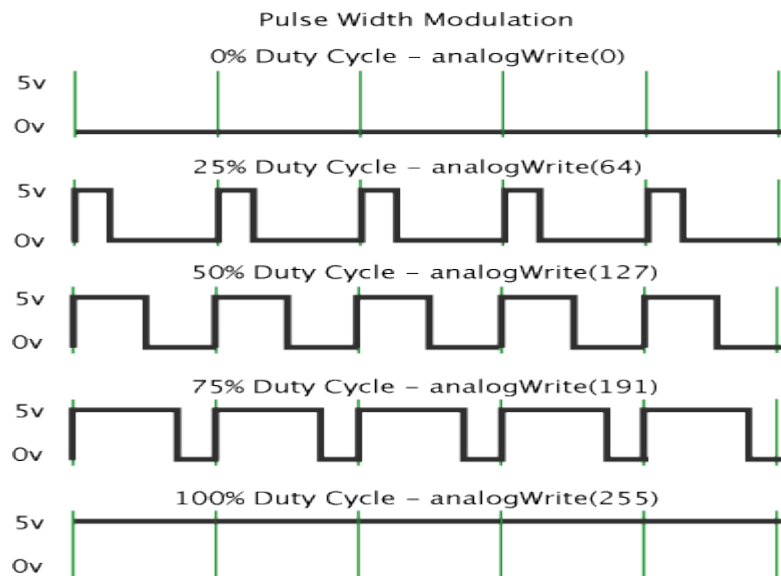 Pulse Width Modulation
0% Duty Cycle – analogWrite(0)
5v
0v
25% Duty Cycle – analogWrite(64)
5v
0v
50% Duty Cycle – analogWrite(127)
5v
0v
75% Duty Cycle – analogWrite(191)
5v
0v
100% Duty Cycle – analogWrite(255)
5v
0v